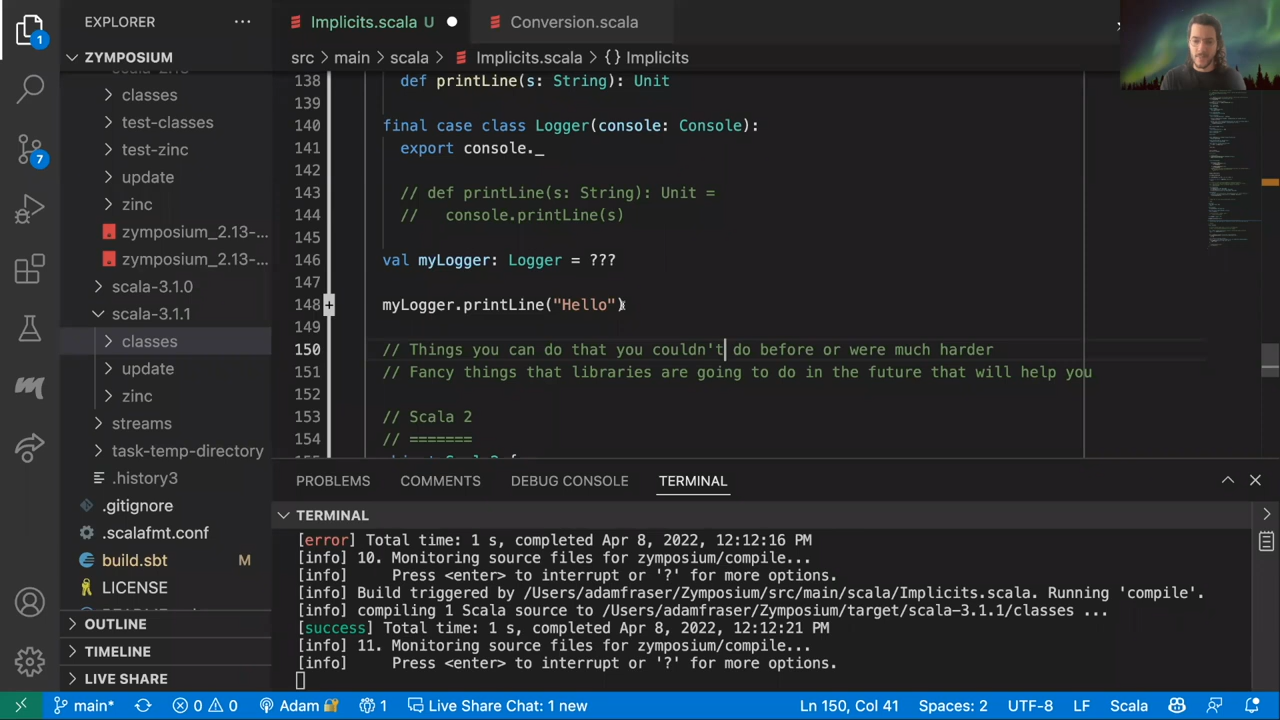 EXPLORER
Implicits.scala U
Conversion.scala
ZYMPOSIUM
src > main > scala > Implicits.scala > {} Implicits
classes
test-classes
test-zinc
update
zinc
zymposium_2.13-...
zymposium_2.13-...
scala-3.1.0
scala-3.1.1
classes
update
zinc
streams
task-temp-directory
.history3
.gitignore
.scalafmt.conf
build.sbt M
LICENSE
OUTLINE
TIMELINE
LIVE SHARE
138 def printLine(s: String): Unit
139
140 final case class Logger(console: Console):
141 export console._
142
143 // def printLine(s: String): Unit =
144 // console.printLine(s)
145
146 val myLogger: Logger = ???
147
148 myLogger.printLine("Hello")
149
150 // Things you can do that you couldn't do before or were much harder
151 // Fancy things that libraries are going to do in the future that will help you
152
153 // Scala 2
154 // =======
PROBLEMS COMMENTS DEBUG CONSOLE TERMINAL
TERMINAL
[error] Total time: 1 s, completed Apr 8, 2022, 12:12:16 PM
[info] 10. Monitoring source files for zymposium/compile...
[info] Press <enter> to interrupt or '?' for more options.
[info] Build triggered by /Users/adamfraser/Zymposium/src/main/scala/Implicits.scala. Running 'compile'.
[info] compiling 1 Scala source to /Users/adamfraser/Zymposium/target/scala-3.1.1/classes ...
[success] Total time: 1 s, completed Apr 8, 2022, 12:12:21 PM
[info] 11. Monitoring source files for zymposium/compile...
[info] Press <enter> to interrupt or '?' for more options.
1
7
main* 0 0 Adam 1 Live Share Chat: 1 new Ln 150, Col 41 Spaces: 2 UTF-8 LF Scala